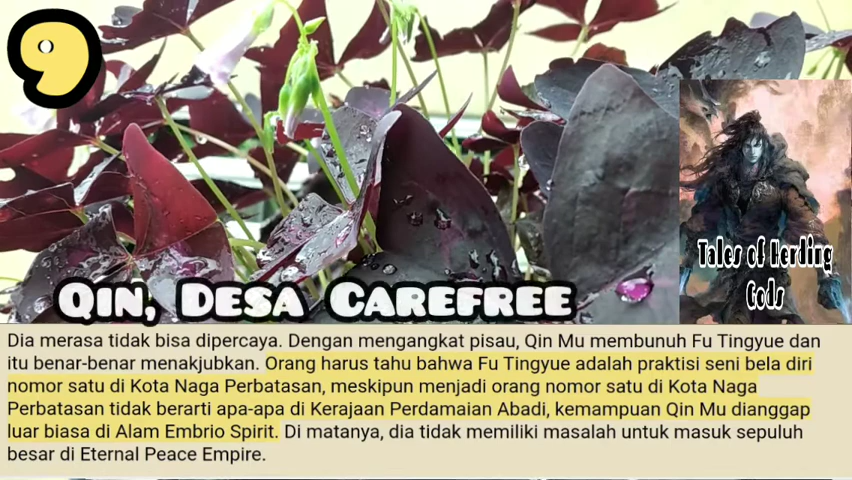 9
Tales of Herding
Gods
QIN, DESA CAREFREE
Dia merasa tidak bisa dipercaya. Dengan mengangkat pisau, Qin Mu membunuh Fu Tingyue dan
itu benar-benar menakjubkan. Orang harus tahu bahwa Fu Tingyue adalah praktisi seni bela diri
nomor satu di Kota Naga Perbatasan, meskipun menjadi orang nomor satu di Kota Naga
Perbatasan tidak berarti apa-apa di Kerajaan Perdamaian Abadi, kemampuan Qin Mu dianggap
luar biasa di Alam Embrio Spirit. Di matanya, dia tidak memiliki masalah untuk masuk sepuluh
besar di Eternal Peace Empire.